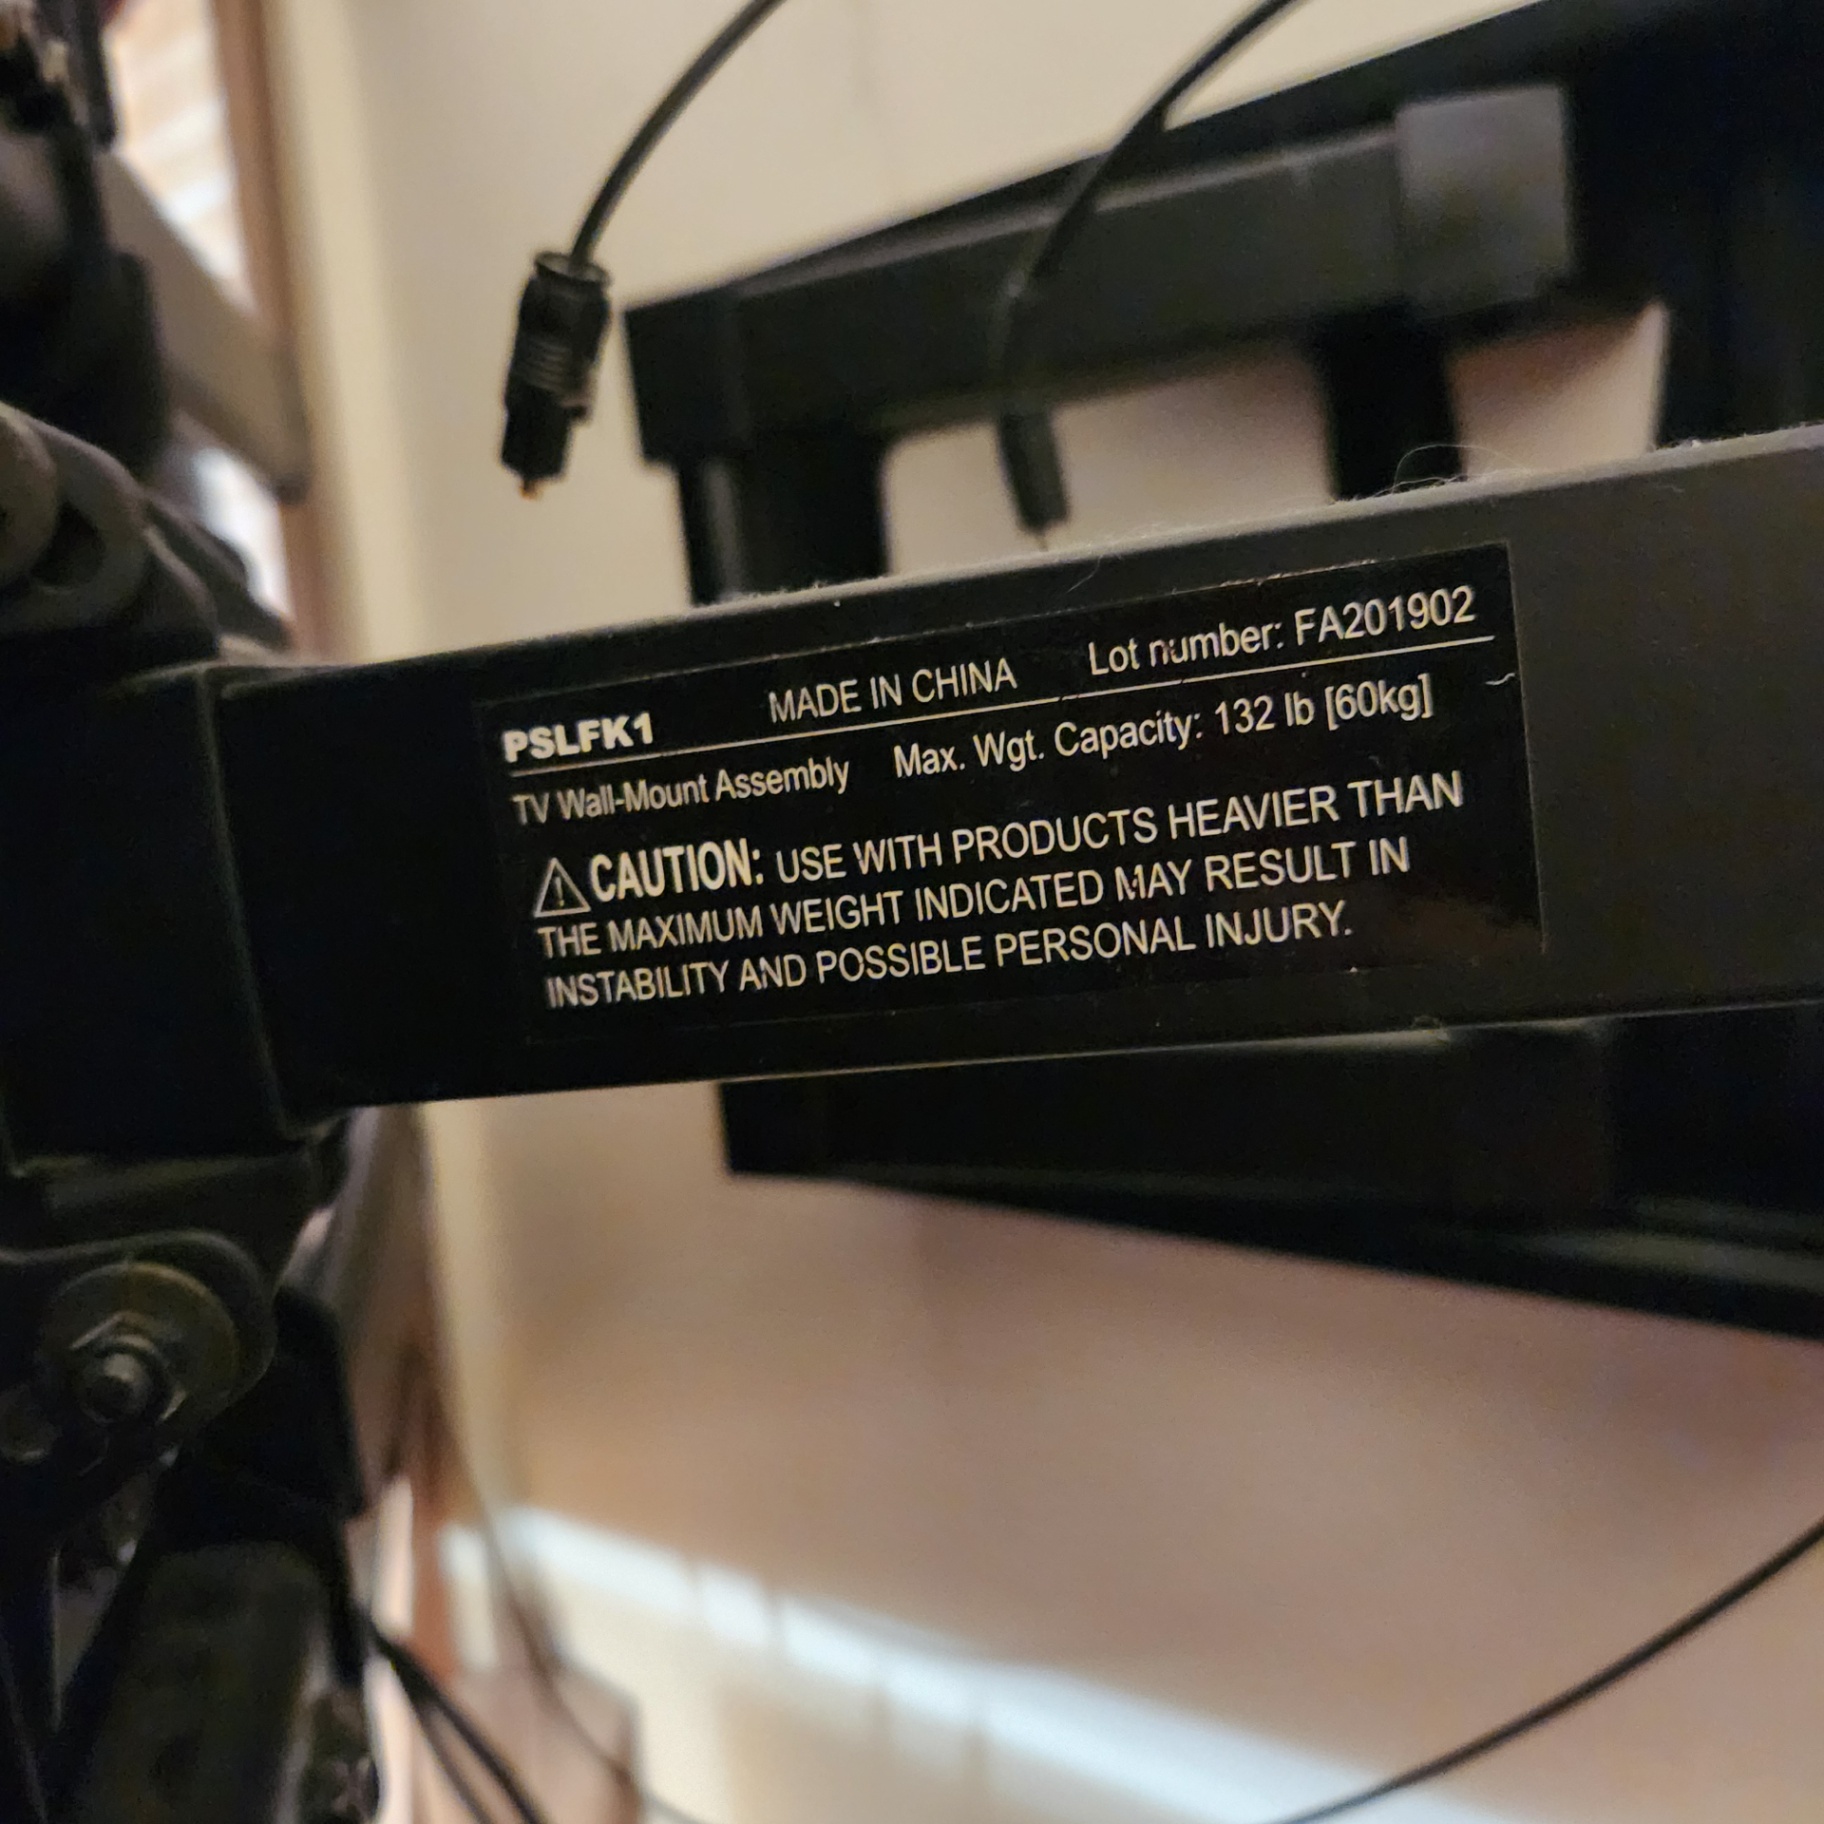 PSLFK1 MADE IN CHINA Lot number: FA201902
TV Wall-Mount Assembly Max. Wgt. Capacity: 132 lb [60kg]
CAUTION: USE WITH PRODUCTS HEAVIER THAN
THE MAXIMUM WEIGHT INDICATED MAY RESULT IN
INSTABILITY AND POSSIBLE PERSONAL INJURY.